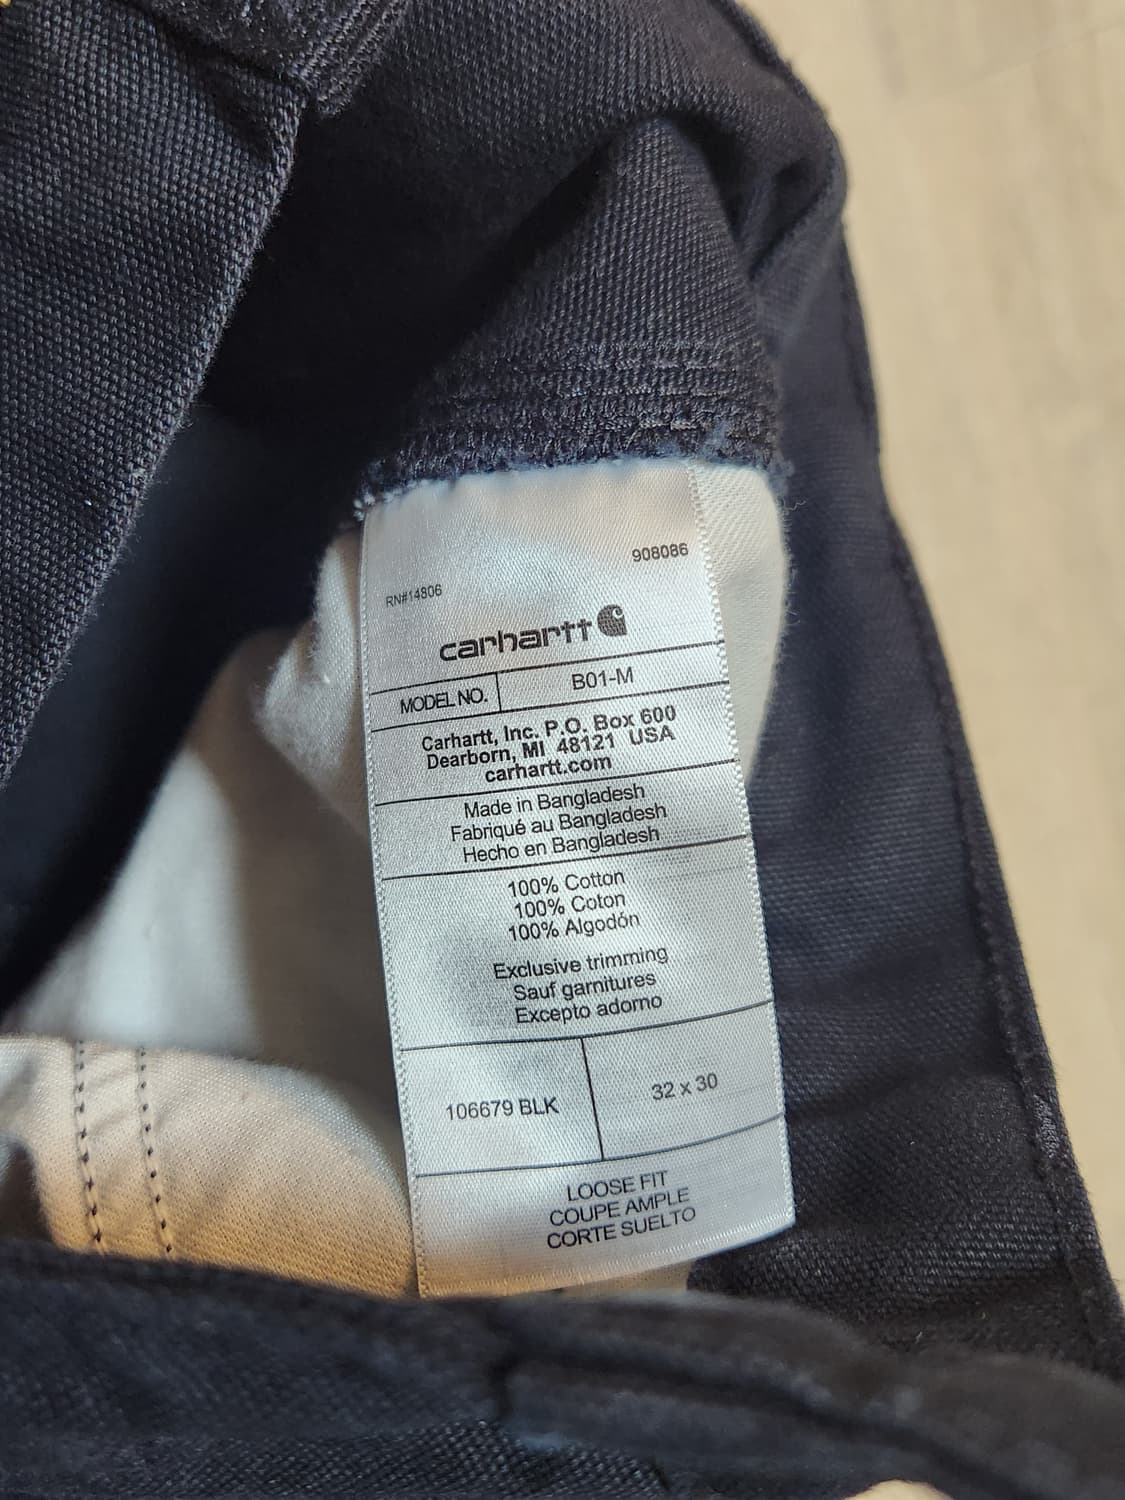 908086
RN#14806
carhartt
MODEL NO. B01-M
Carhartt, Inc. P.O. Box 600
Dearborn, MI 48121 USA
carhartt.com
Made in Bangladesh
Fabriqué au Bangladesh
Hecho en Bangladesh
100% Cotton
100% Coton
100% Algodón
Exclusive trimming
Sauf garnitures
Excepto adorno
106679 BLK 32 x 30
LOOSE FIT
COUPE AMPLE
CORTE SUELTO